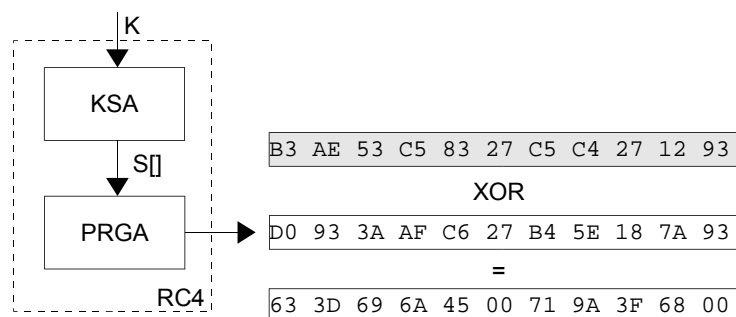 K
KSA
S[]
PRGA
RC4
B3 AE 53 C5 83 27 C5 C4 27 12 93
XOR
D0 93 3A AF C6 27 B4 5E 18 7A 93
=
63 3D 69 6A 45 00 71 9A 3F 68 00